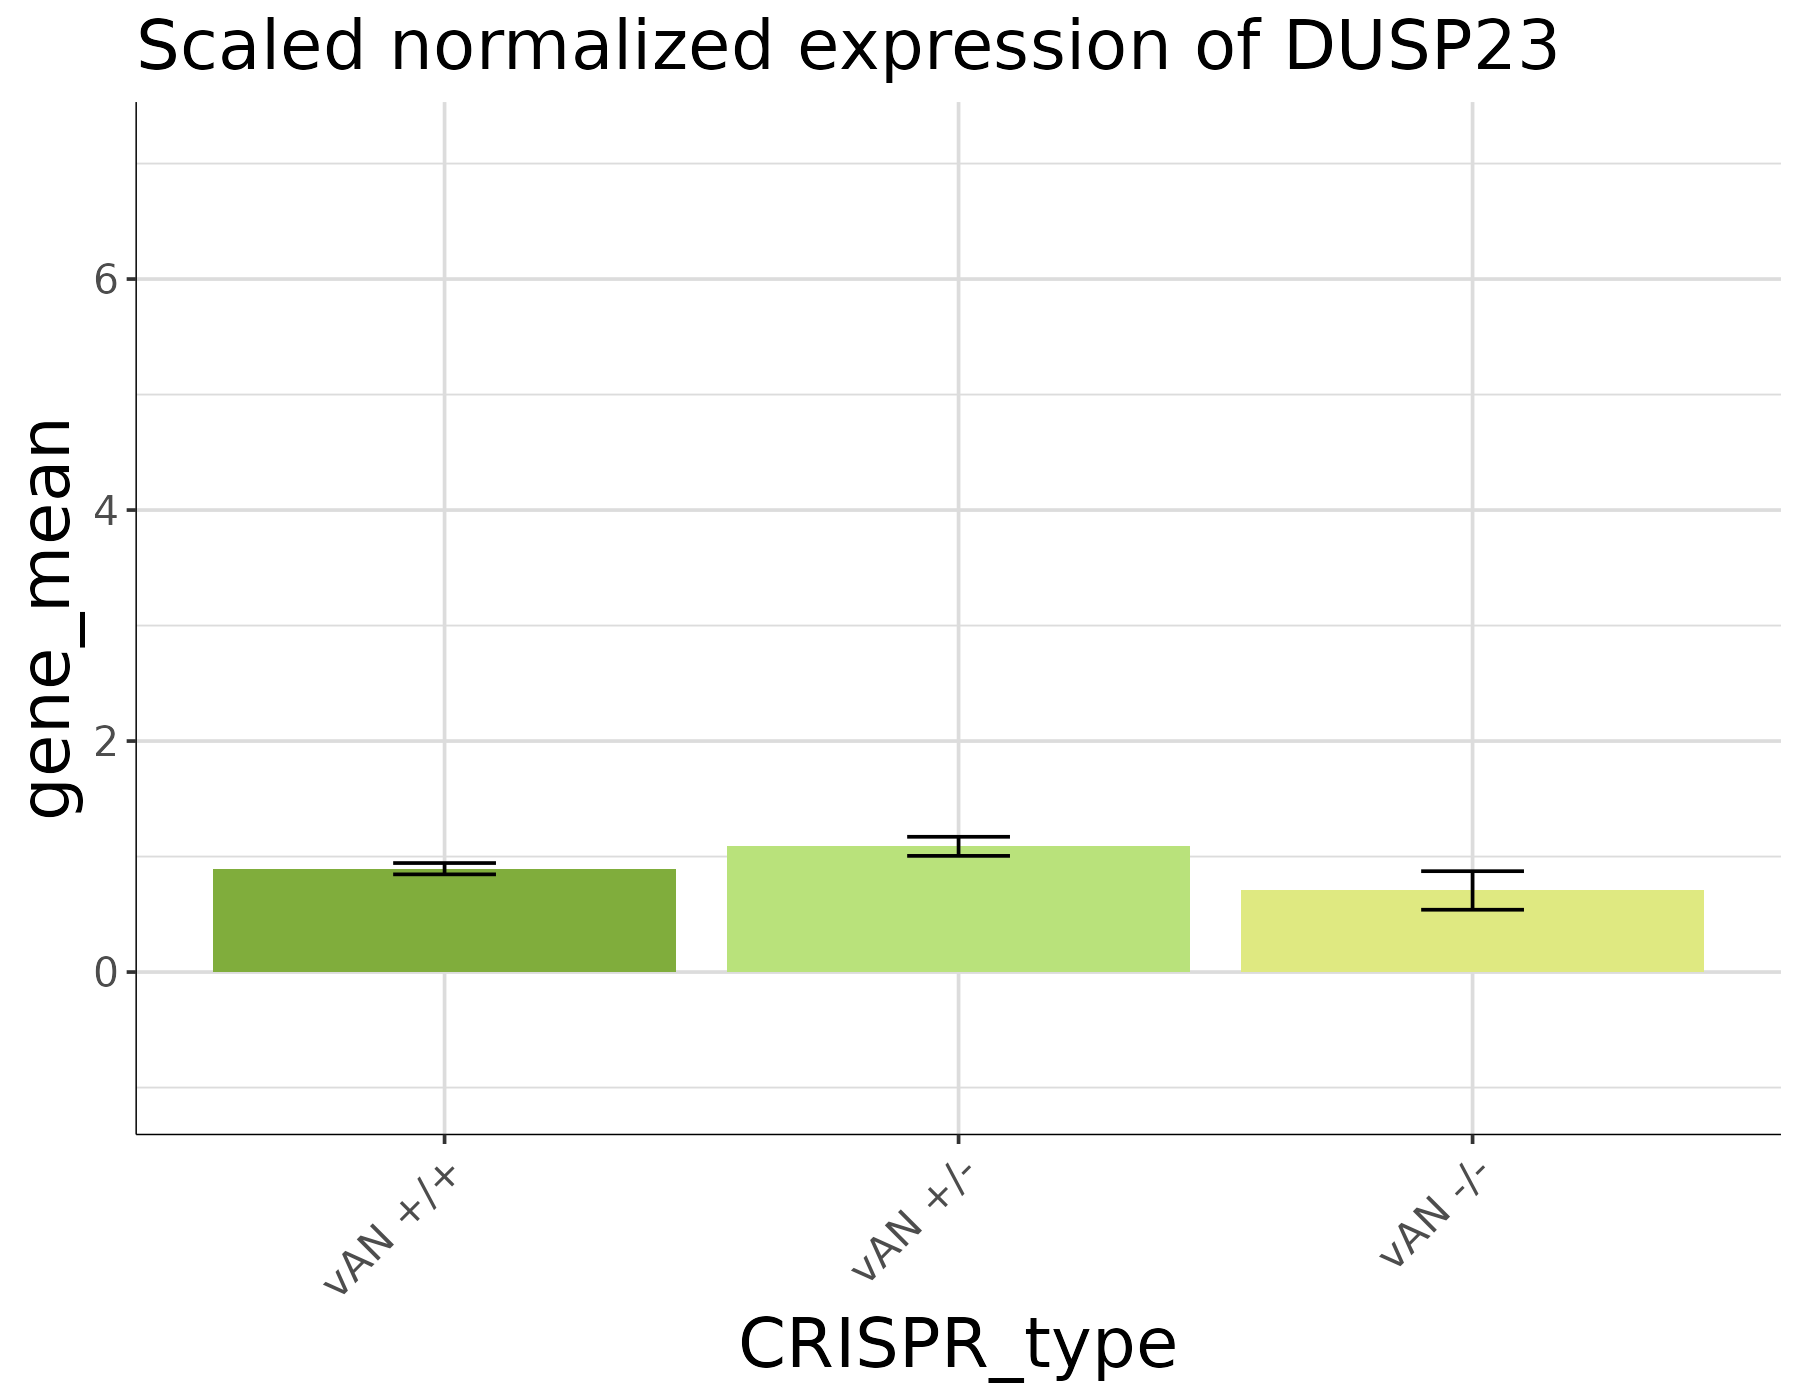 Scaled normalized expression of DUSP23
gene_mean
6
4
2
0
vAN +/+
vAN +/-
vAN -/-
CRISPR_type